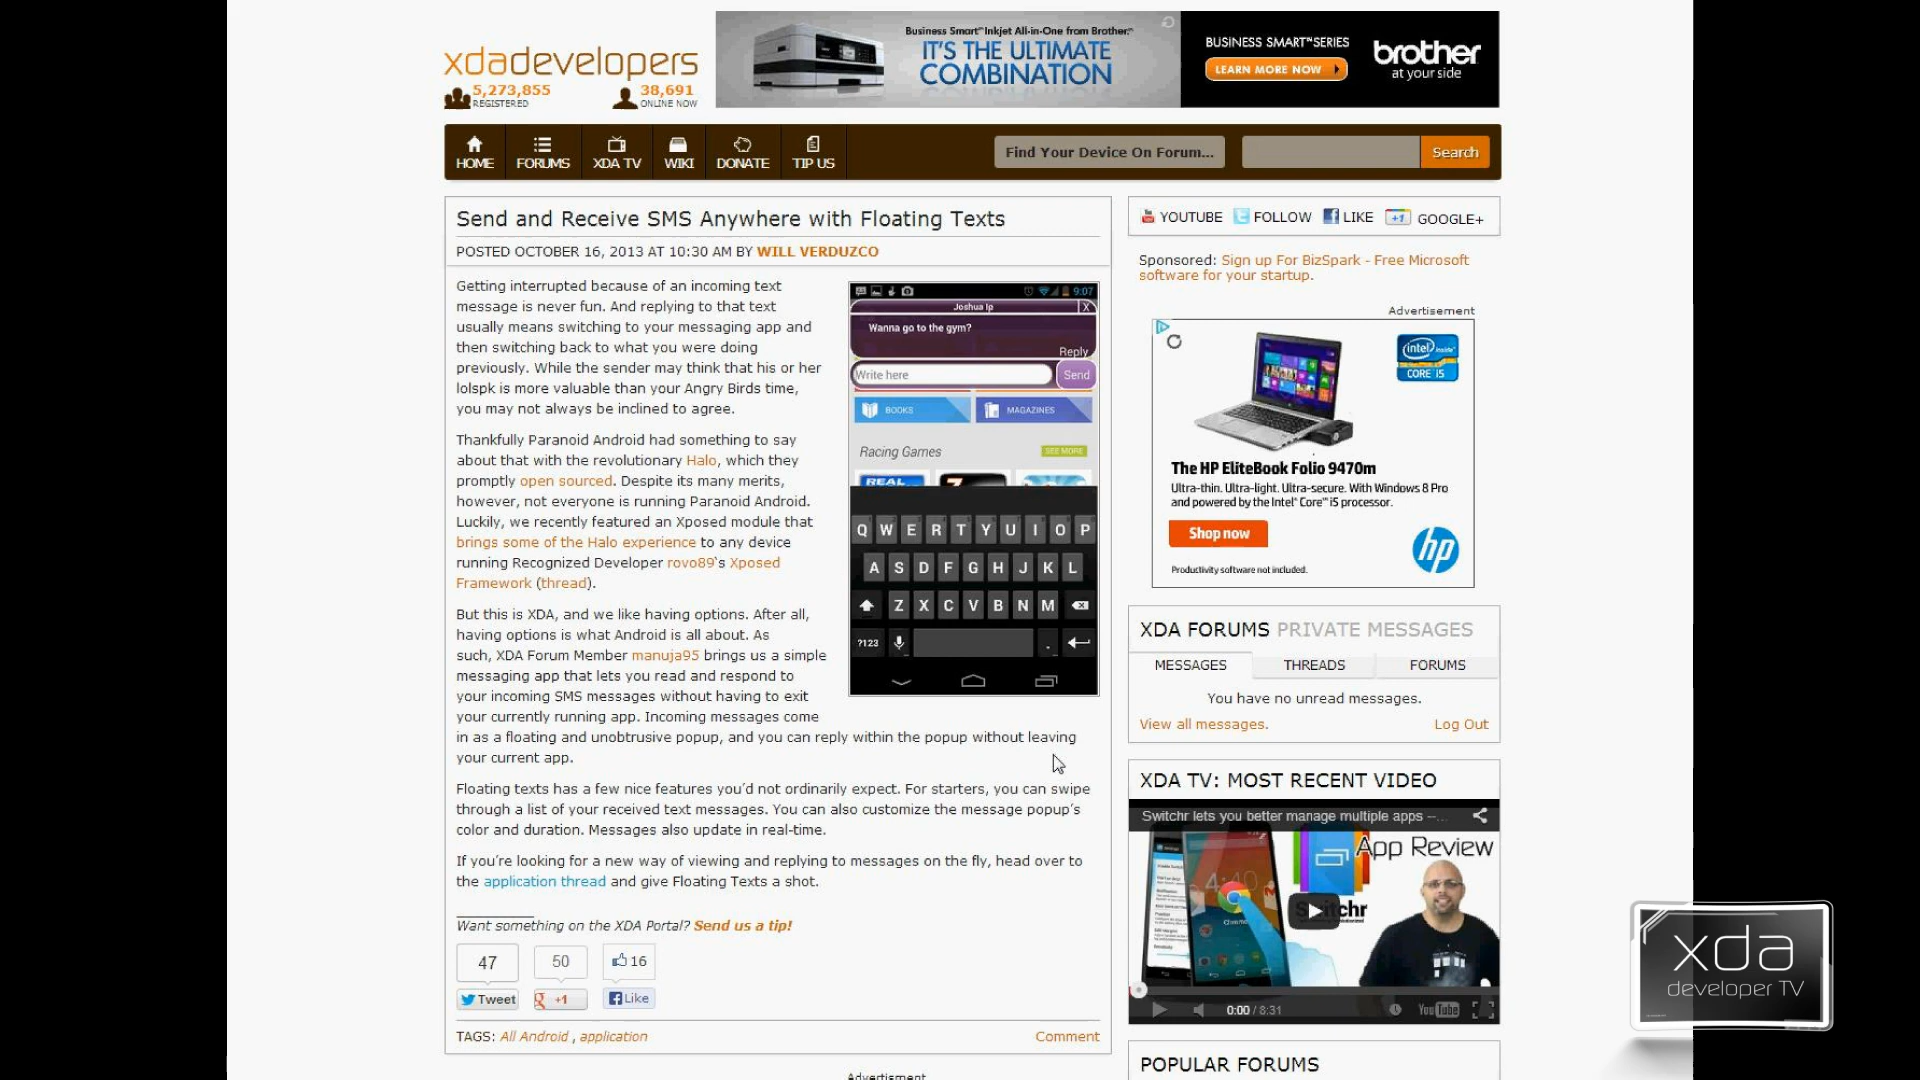 xdadevelopers
5,273,855
REGISTERED
38,691
ONLINE NOW
Business Smart™ Inkjet All-in-One from Brother.™
IT'S THE ULTIMATE
COMBINATION
BUSINESS SMART™ SERIES
LEARN MORE NOW
brother
at your side
HOME
FORUMS
XDA TV
WIKI
DONATE
TIP US
Find Your Device On Forum...
Search
Send and Receive SMS Anywhere with Floating Texts
POSTED OCTOBER 16, 2013 AT 10:30 AM BY WILL VERDUZCO
Getting interrupted because of an incoming text
message is never fun. And replying to that text
usually means switching to your messaging app and
then switching back to what you were doing
previously. While the sender may think that his or her
lolspk is more valuable than your Angry Birds time,
you may not always be inclined to agree.
Thankfully Paranoid Android had something to say
about that with the revolutionary Halo, which they
promptly open sourced. Despite its many merits,
however, not everyone is running Paranoid Android.
Luckily, we recently featured an Xposed module that
brings some of the Halo experience to any device
running Recognized Developer rovo89's Xposed
Framework (thread).
But this is XDA, and we like having options. After all,
having options is what Android is all about. As
such, XDA Forum Member manuja95 brings us a simple
messaging app that lets you read and respond to
your incoming SMS messages without having to exit
your currently running app. Incoming messages come
in as a floating and unobtrusive popup, and you can reply within the popup without leaving
your current app.
Floating texts has a few nice features you'd not ordinarily expect. For starters, you can swipe
through a list of your received text messages. You can also customize the message popup's
color and duration. Messages also update in real-time.
If you're looking for a new way of viewing and replying to messages on the fly, head over to
the application thread and give Floating Texts a shot.
Want something on the XDA Portal? Send us a tip!
47
50
16
Tweet
+1
Like
TAGS: All Android , application
Comment
Advertisment
9:07
Joshua Ip
X
Wanna go to the gym?
Reply
Write here
Send
BOOKS
MAGAZINES
Racing Games
SEE MORE
REAL
7
Q W E R T Y U I O P
A S D F G H J K L
Z X C V B N M
?123
.
YOUTUBE
FOLLOW
LIKE
+1
GOOGLE+
Sponsored: Sign up For BizSpark - Free Microsoft
software for your startup.
Advertisement
intel inside
CORE i5
The HP EliteBook Folio 9470m
Ultra-thin. Ultra-light. Ultra-secure. With Windows 8 Pro
and powered by the Intel® Core™ i5 processor.
Shop now
hp
Productivity software not included.
XDA FORUMS PRIVATE MESSAGES
MESSAGES
THREADS
FORUMS
You have no unread messages.
View all messages.
Log Out
XDA TV: MOST RECENT VIDEO
Switchr lets you better manage multiple apps –...
App Review
4:40
Switchr
0:00 / 8:31
YouTube
POPULAR FORUMS
xda
developer TV